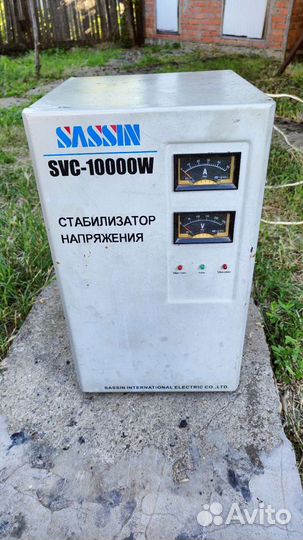 SASSIN
SVC-10000W
A
СТАБИЛИЗАТОР
НАПРЯЖЕНИЯ
V
SASSIN INTERNATIONAL ELECTRIC CO.,LTD.
Avito